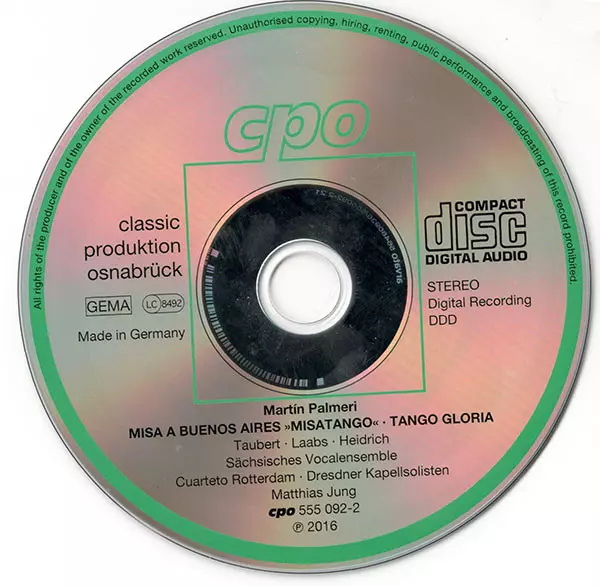 All rights of the producer and of the owner of the recorded work reserved. Unauthorised copying, hiring, renting, public performance and broadcasting of this record prohibited.
cpo
classic
produktion
osnabrück
GEMA LC 8492
Made in Germany
COMPACT
disc
DIGITAL AUDIO
STEREO
Digital Recording
DDD
Martín Palmeri
MISA A BUENOS AIRES »MISATANGO« · TANGO GLORIA
Taubert · Laabs · Heidrich
Sächsisches Vocalensemble
Cuarteto Rotterdam · Dresdner Kapellsolisten
Matthias Jung
cpo 555 092-2
℗ 2016